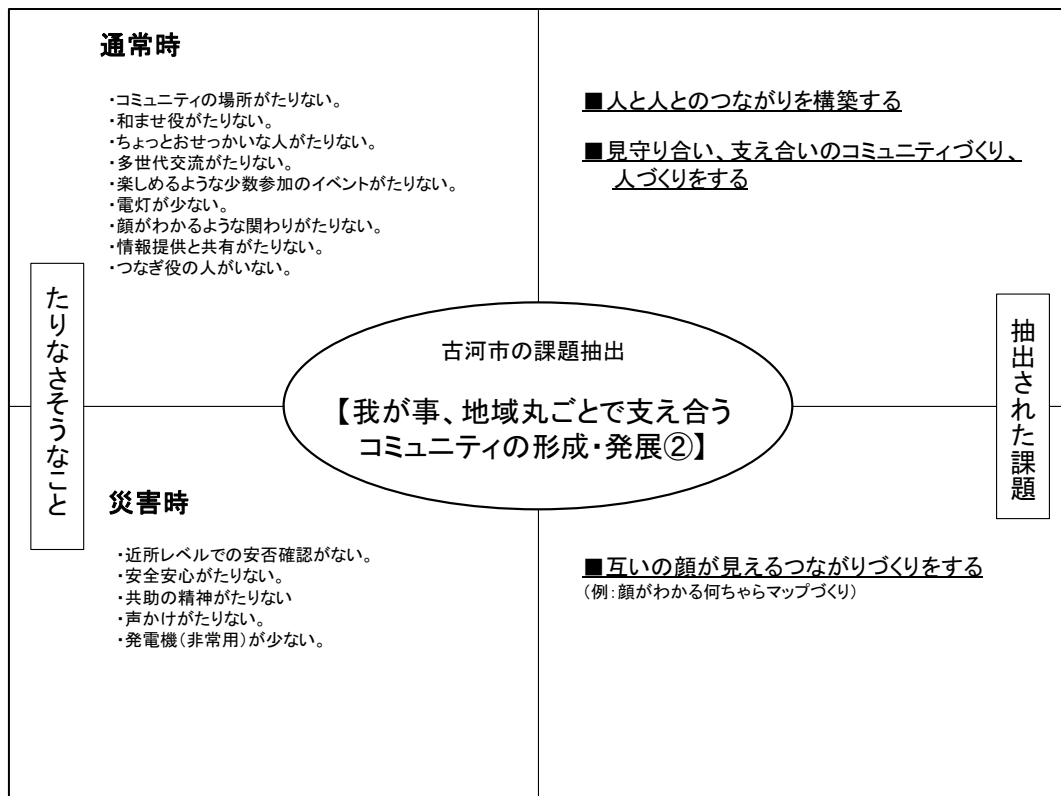 通常時
・コミュニティの場所がたりない。
・和ませ役がたりない。
・ちょっとおせっかいな人がたりない。
・多世代交流がたりない。
・楽しめるような少数参加のイベントがたりない。
・電灯が少ない。
・顔がわかるような関わりがたりない。
・情報提供と共有がたりない。
・つなぎ役の人がいない。
■人と人とのつながりを構築する
■見守り合い、支え合いのコミュニティづくり、
人づくりをする
たりなさそうなこと
古河市の課題抽出
【我が事、地域丸ごとで支え合う
コミュニティの形成・発展②】
抽出された課題
災害時
・近所レベルでの安否確認がない。
・安全安心がたりない。
・共助の精神がたりない
・声かけがたりない。
・発電機(非常用)が少ない。
■互いの顔が見えるつながりづくりをする
(例:顔がわかる何ちゃらマップづくり)